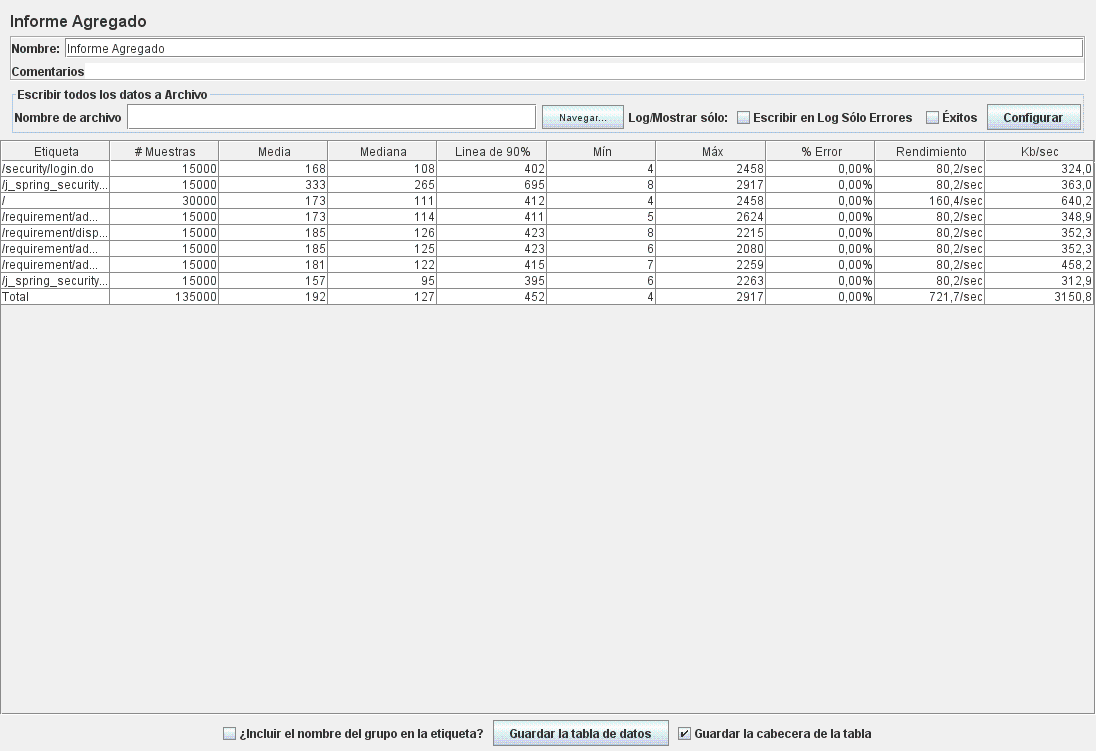 Informe Agregado
Nombre: Informe Agregado
Comentarios
Escribir todos los datos a Archivo
Nombre de archivo Navegar... Log/Mostrar sólo: Escribir en Log Sólo Errores Éxitos Configurar
Etiqueta # Muestras Media Mediana Linea de 90% Mín Máx % Error Rendimiento Kb/sec
/security/login.do 15000 168 108 402 4 2458 0,00% 80,2/sec 324,0
/j_spring_security... 15000 333 265 695 8 2917 0,00% 80,2/sec 363,0
/ 30000 173 111 412 4 2458 0,00% 160,4/sec 640,2
/requirement/ad... 15000 173 114 411 5 2624 0,00% 80,2/sec 348,9
/requirement/disp... 15000 185 126 423 8 2215 0,00% 80,2/sec 352,3
/requirement/ad... 15000 185 125 423 6 2080 0,00% 80,2/sec 352,3
/requirement/ad... 15000 181 122 415 7 2259 0,00% 80,2/sec 458,2
/j_spring_security... 15000 157 95 395 6 2263 0,00% 80,2/sec 312,9
Total 135000 192 127 452 4 2917 0,00% 721,7/sec 3150,8
¿Incluir el nombre del grupo en la etiqueta? Guardar la tabla de datos Guardar la cabecera de la tabla